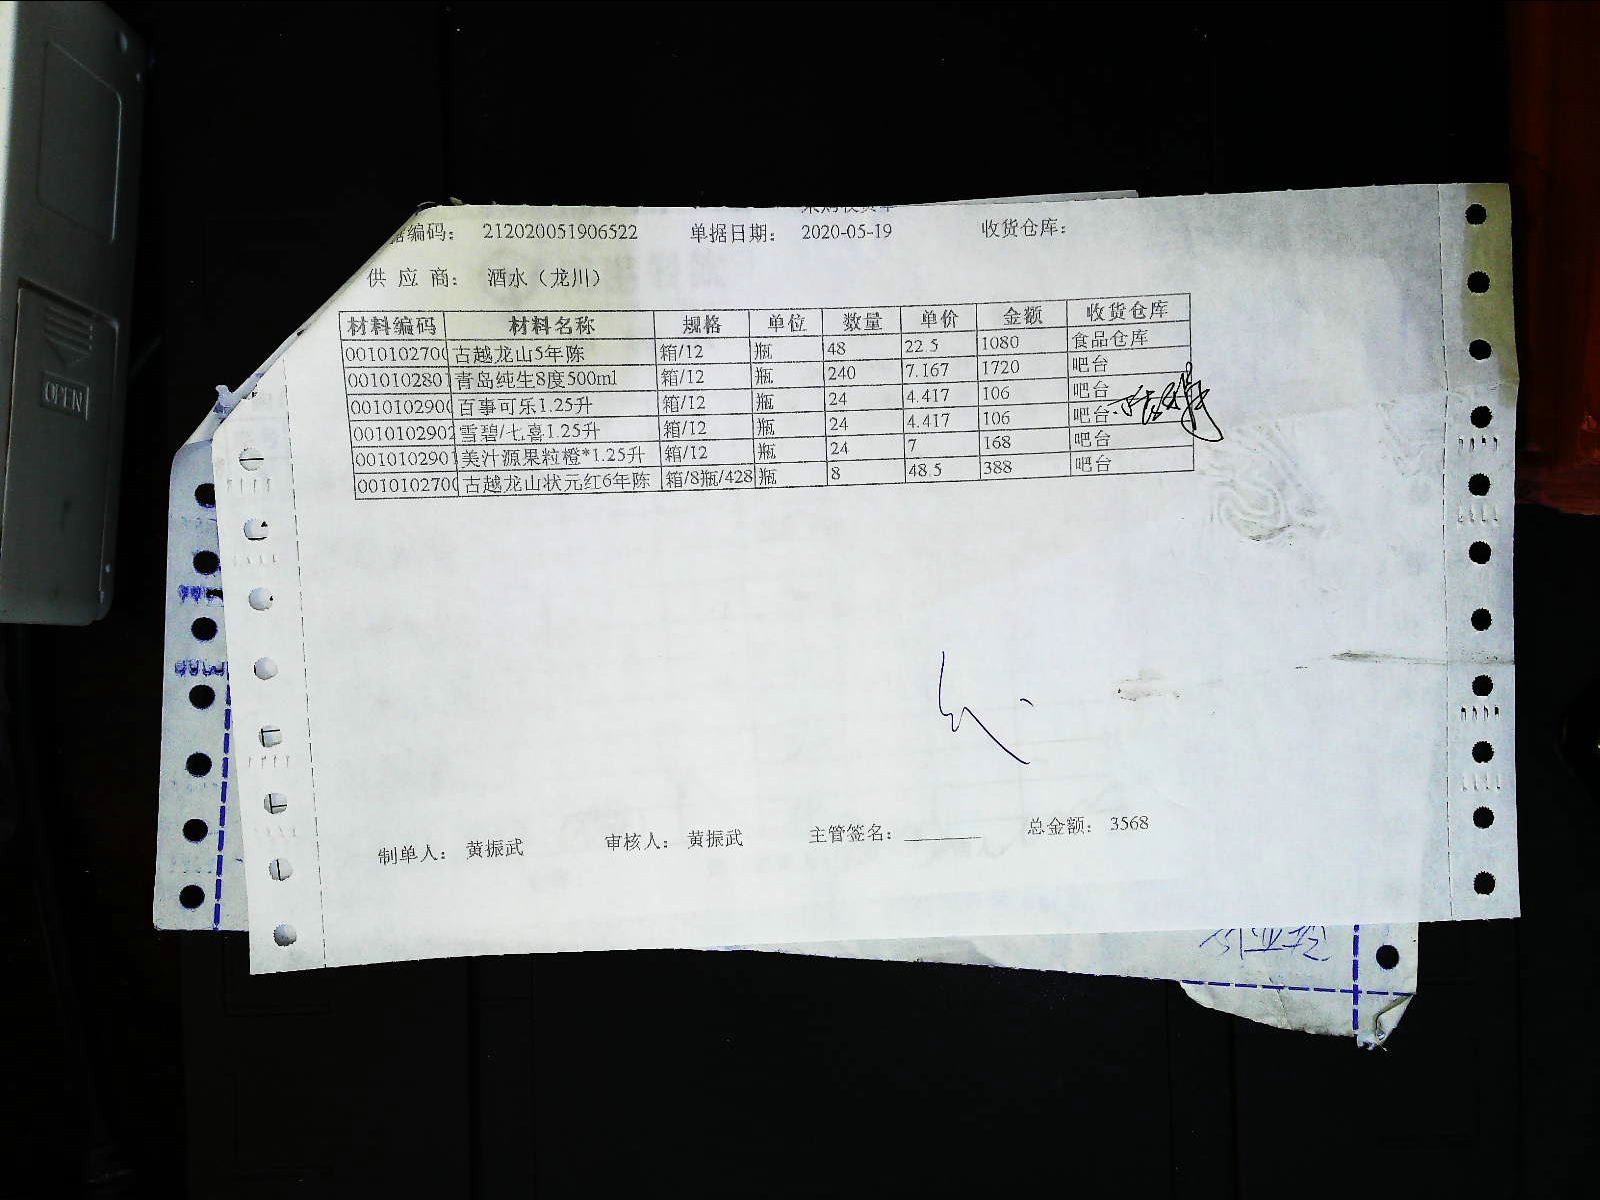 据编码： 212020051906522 单据日期： 2020-05-19 收货仓库：
供 应 商： 酒水（龙川）
材料编码 材料名称 规格 单位 数量 单价 金额 收货仓库
0010102700 古越龙山5年陈 箱/12 瓶 48 22.5 1080 食品仓库
001010280 青岛纯生8度500ml 箱/12 瓶 240 7.167 1720 吧台
0010102900 百事可乐1.25升 箱/12 瓶 24 4.417 106 吧台
0010102902 雪碧/七喜1.25升 箱/12 瓶 24 4.417 106 吧台
001010290 美汁源果粒橙*1.25升 箱/12 瓶 24 7 168 吧台
0010102700 古越龙山状元红6年陈 箱/8瓶/428 瓶 8 48.5 388 吧台
制单人： 黄振武 审核人： 黄振武 主管签名： 总金额： 3568
OPEN